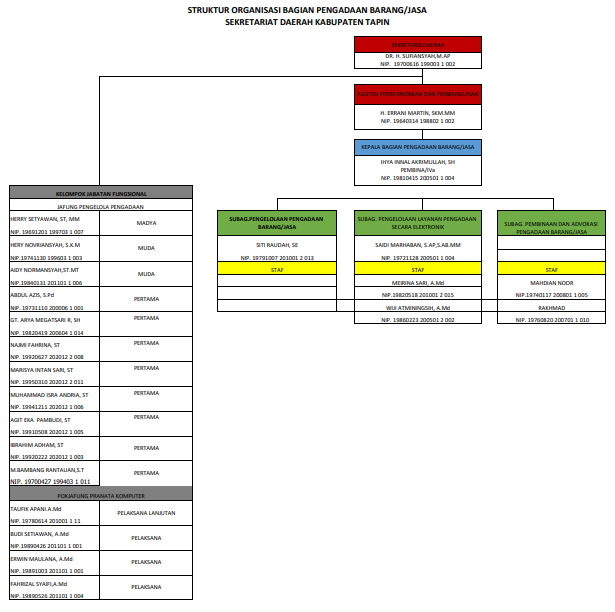 STRUKTUR ORGANISASI BAGIAN PENGADAAN BARANG/JASA
SEKRETARIAT DAERAH KABUPATEN TAPIN
SEKRETARIS DAERAH
DR. H. SUFIANSYAH,M.AP
NIP. 19700616 199003 1 002
ASISTEN PEREKONOMIAN DAN PEMBANGUNAN
H. ERRANI MARTIN, SKM.MM
NIP. 19640314 198802 1 002
KEPALA BAGIAN PENGADAAN BARANG/JASA
IHYA INNAL AKRIMULLAH, SH
PEMBINA/IVa
NIP. 19810415 200501 1 004
KELOMPOK JABATAN FUNGSIONAL
JAFUNG PENGELOLA PENGADAAN
HERRY SETYAWAN, ST, MM
NIP. 19691201 199703 1 007
MADYA
HERY NOVRIANSYAH, S.K.M
NIP.19741130 199603 1 003
MUDA
AIDY NORMANSYAH,ST.MT
NIP. 19840131 201101 1 006
MUDA
ABDUL AZIS, S.Pd
NIP. 19731110 200006 1 001
PERTAMA
GT. ARYA MEGATSARI R, SH
NIP. 19820419 200604 1 014
PERTAMA
NAJMI FAHRINA, ST
NIP. 19920627 202012 2 008
PERTAMA
MARISYA INTAN SARI, ST
NIP. 19950310 202012 2 011
PERTAMA
MUHAMMAD ISRA ANDRIA, ST
NIP. 19941211 202012 1 006
PERTAMA
AGIT EKA PAMBUDI, ST
NIP. 19910508 202012 1 005
PERTAMA
IBRAHIM ADHAM, ST
NIP. 19920222 202012 1 003
PERTAMA
M.BAMBANG RANTAUAN,S.T
NIP. 19700427 199403 1 011
PERTAMA
POKJAFUNG PRANATA KOMPUTER
TAUFIK APANI.A.Md
NIP. 19780614 201001 1 11
PELAKSANA LANJUTAN
BUDI SETIAWAN, A.Md
NIP.19890426 201101 1 001
PELAKSANA
ERWIN MAULANA, A.Md
NIP. 19891003 201101 1 001
PELAKSANA
FAHRIZAL SYAIFI,A.Md
NIP. 19890526 201101 1 004
PELAKSANA
SUBAG.PENGELOLAAN PENGADAAN
BARANG/JASA
SITI RAUDAH, SE
NIP. 19791007 201001 2 013
STAF
SUBAG. PENGELOLAAN LAYANAN PENGADAAN
SECARA ELEKTRONIK
SAIDI MARHABAN, S.AP,S.AB.MM
NIP. 19721128 200501 1 004
STAF
MEIRINA SARI, A.Md
NIP.19820518 201001 2 015
WIJI ATMININGSIH, A.Md
NIP. 19860223 200501 2 002
SUBAG. PEMBINAAN DAN ADVOKASI
PENGADAAN BARANG/JASA
STAF
MAHDIAN NOOR
NIP.19740117 200801 1 005
RAKHMAD
NIP. 19760820 200701 1 010